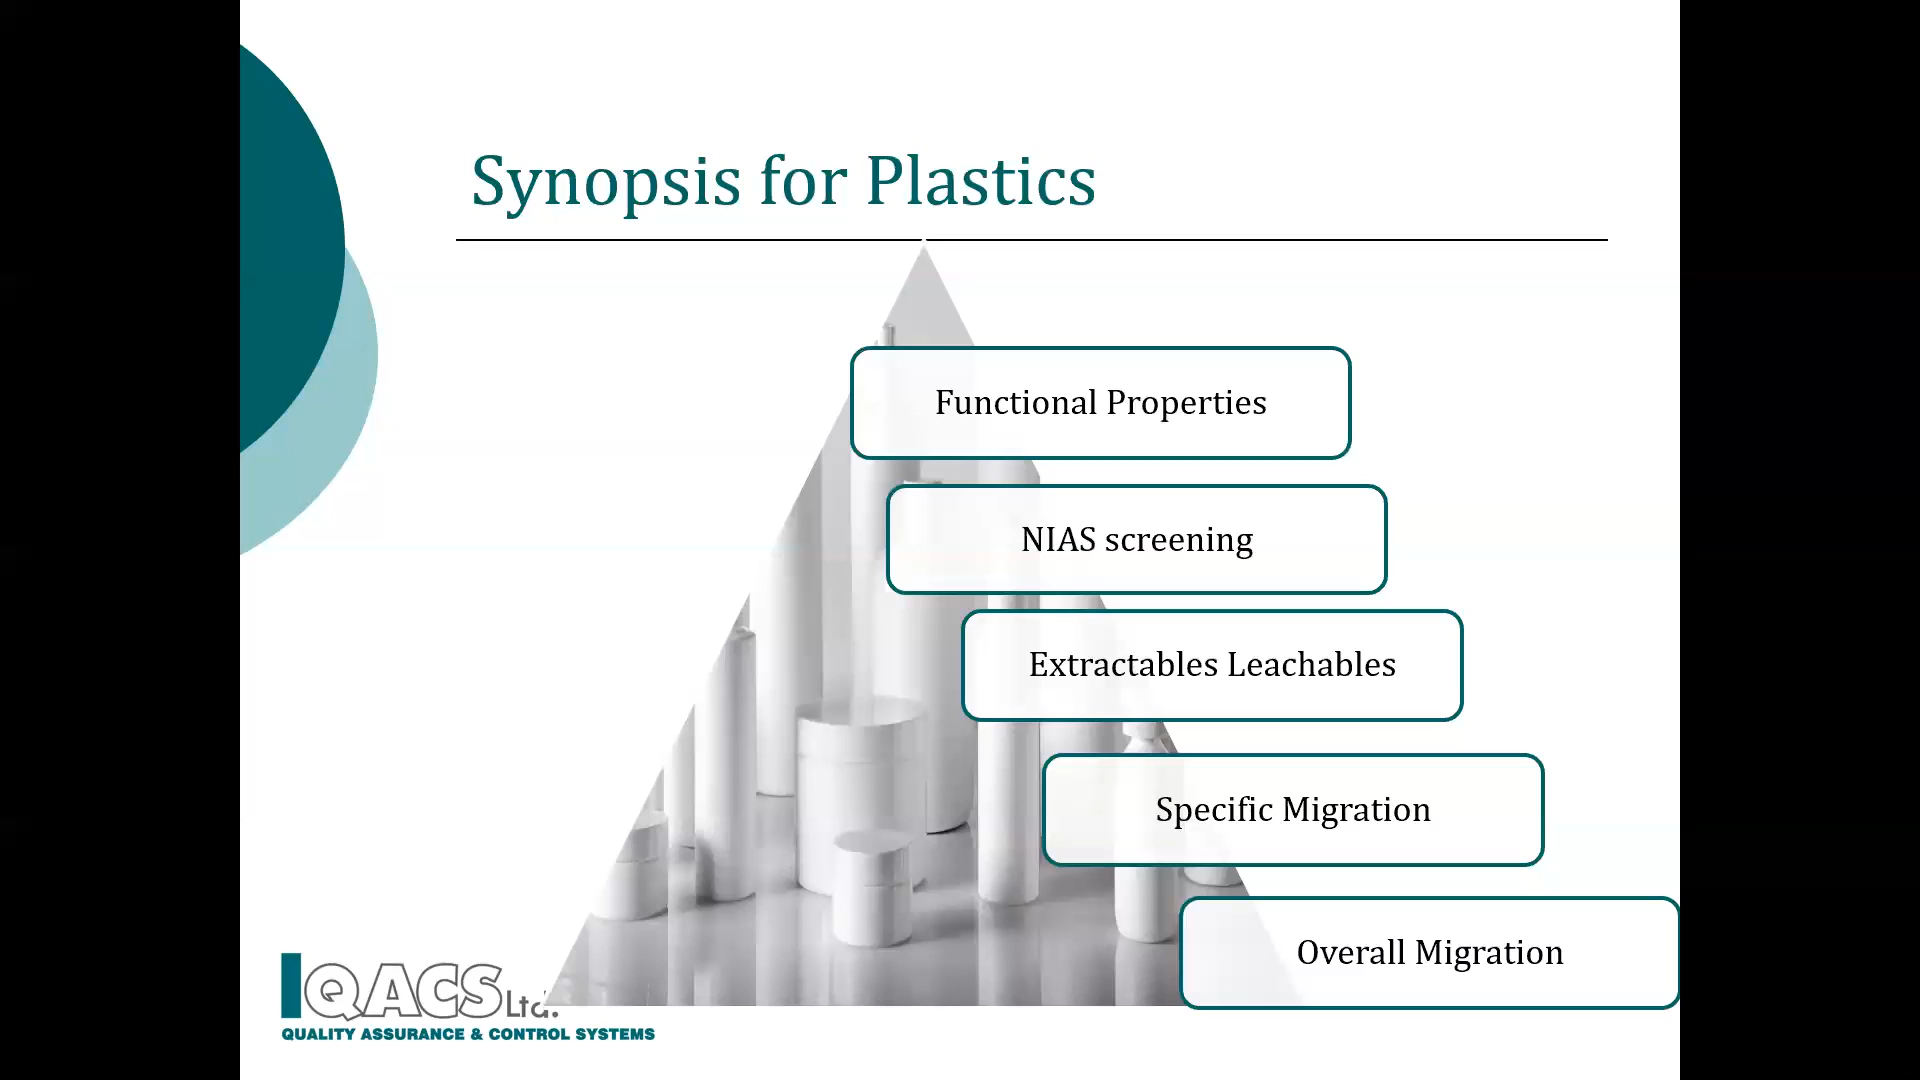 Synopsis for Plastics
Functional Properties
NIAS screening
Extractables Leachables
Specific Migration
Overall Migration
QACS Ltd.
QUALITY ASSURANCE & CONTROL SYSTEMS